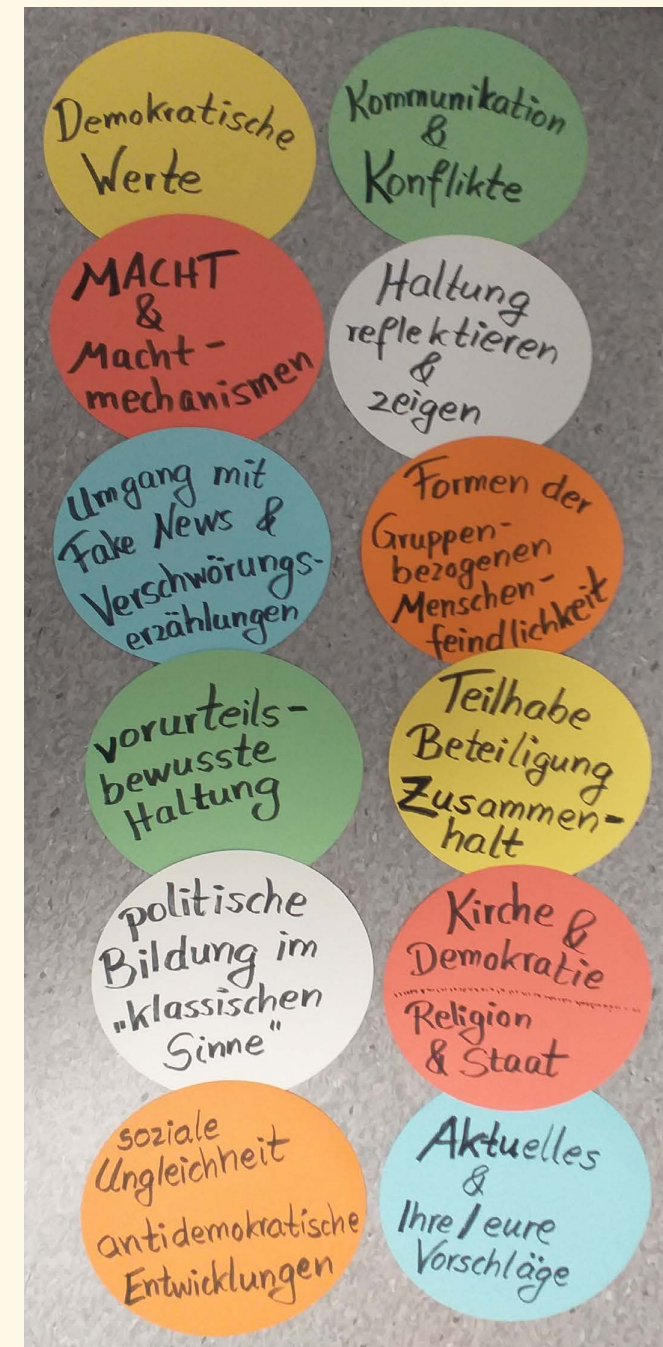 Demokratische
Werte
Kommunikation
&
Konflikte
MACHT
&
Macht-
mechanismen
Haltung
reflektieren
&
zeigen
Umgang mit
Fake News &
Verschwörungs-
erzählungen
Formen der
Gruppen-
bezogenen
Menschen-
feindlichkeit
vorurteils-
bewusste
Haltung
Teilhabe
Beteiligung
Zusammen-
halt
politische
Bildung im
„klassischen
Sinne"
Kirche &
Demokratie
Religion
& Staat
soziale
Ungleichheit
antidemokratische
Entwicklungen
Aktuelles
&
Ihre/eure
Vorschläge